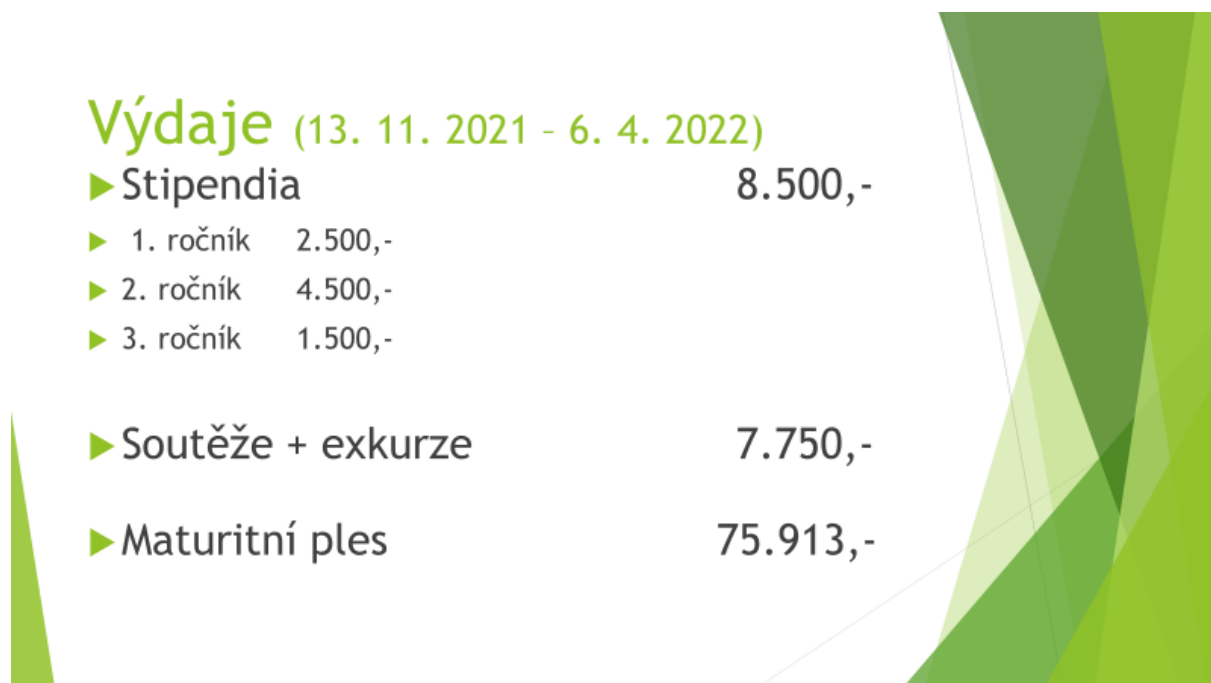 Výdaje (13. 11. 2021 – 6. 4. 2022)
Stipendia 8.500,-
1. ročník 2.500,-
2. ročník 4.500,-
3. ročník 1.500,-
Soutěže + exkurze 7.750,-
Maturitní ples 75.913,-